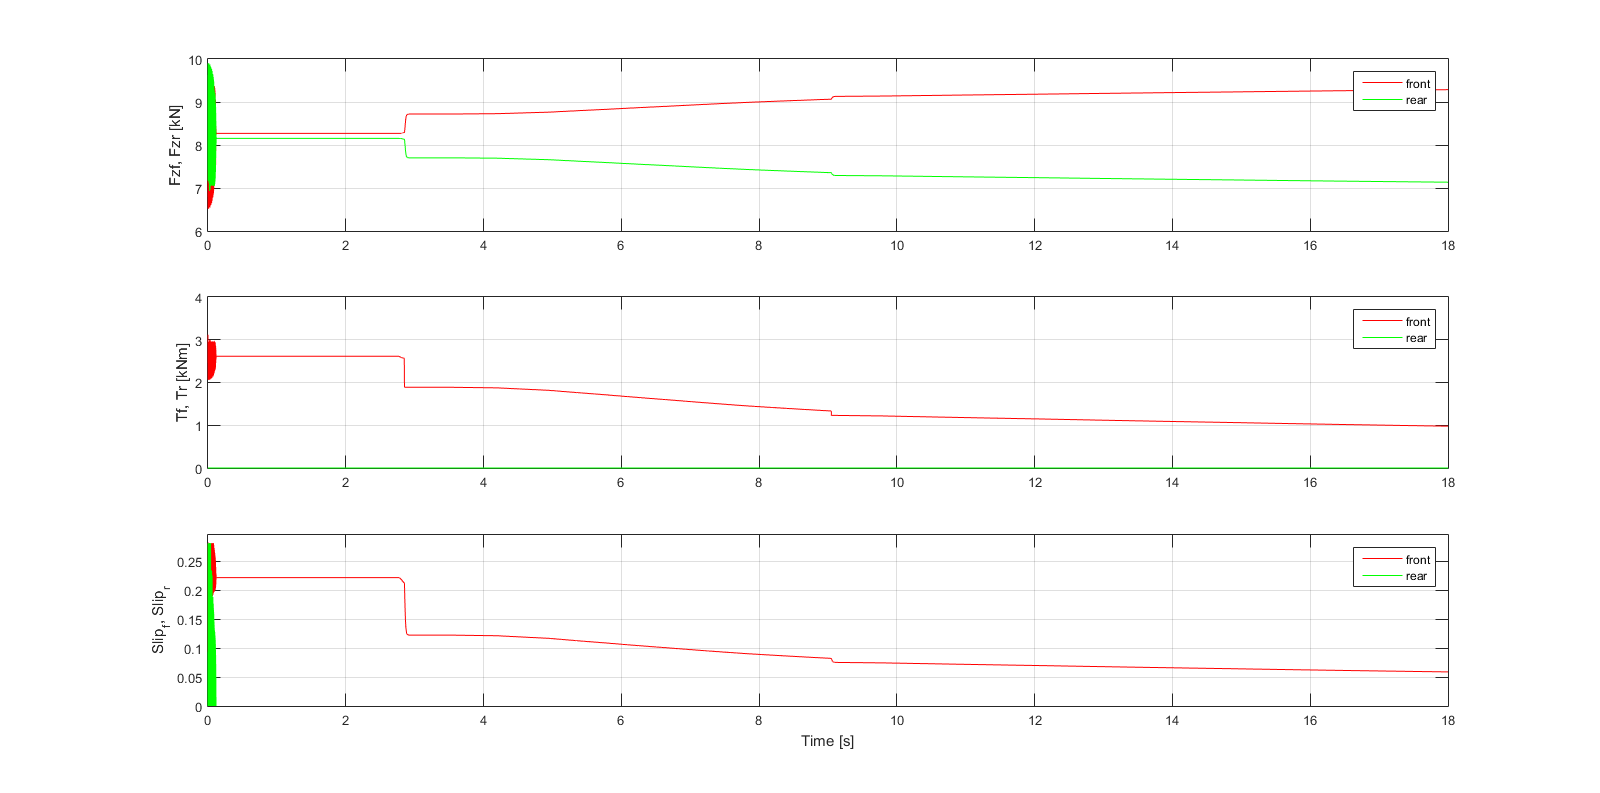 10
9
8
7
6
Fzf, Fzr [kN]
front
rear
0 2 4 6 8 10 12 14 16 18
4
3
2
1
0
Tf, Tr [kNm]
front
rear
0 2 4 6 8 10 12 14 16 18
0.25
0.2
0.15
0.1
0.05
0
Slip_f, Slip_r
front
rear
0 2 4 6 8 10 12 14 16 18
Time [s]